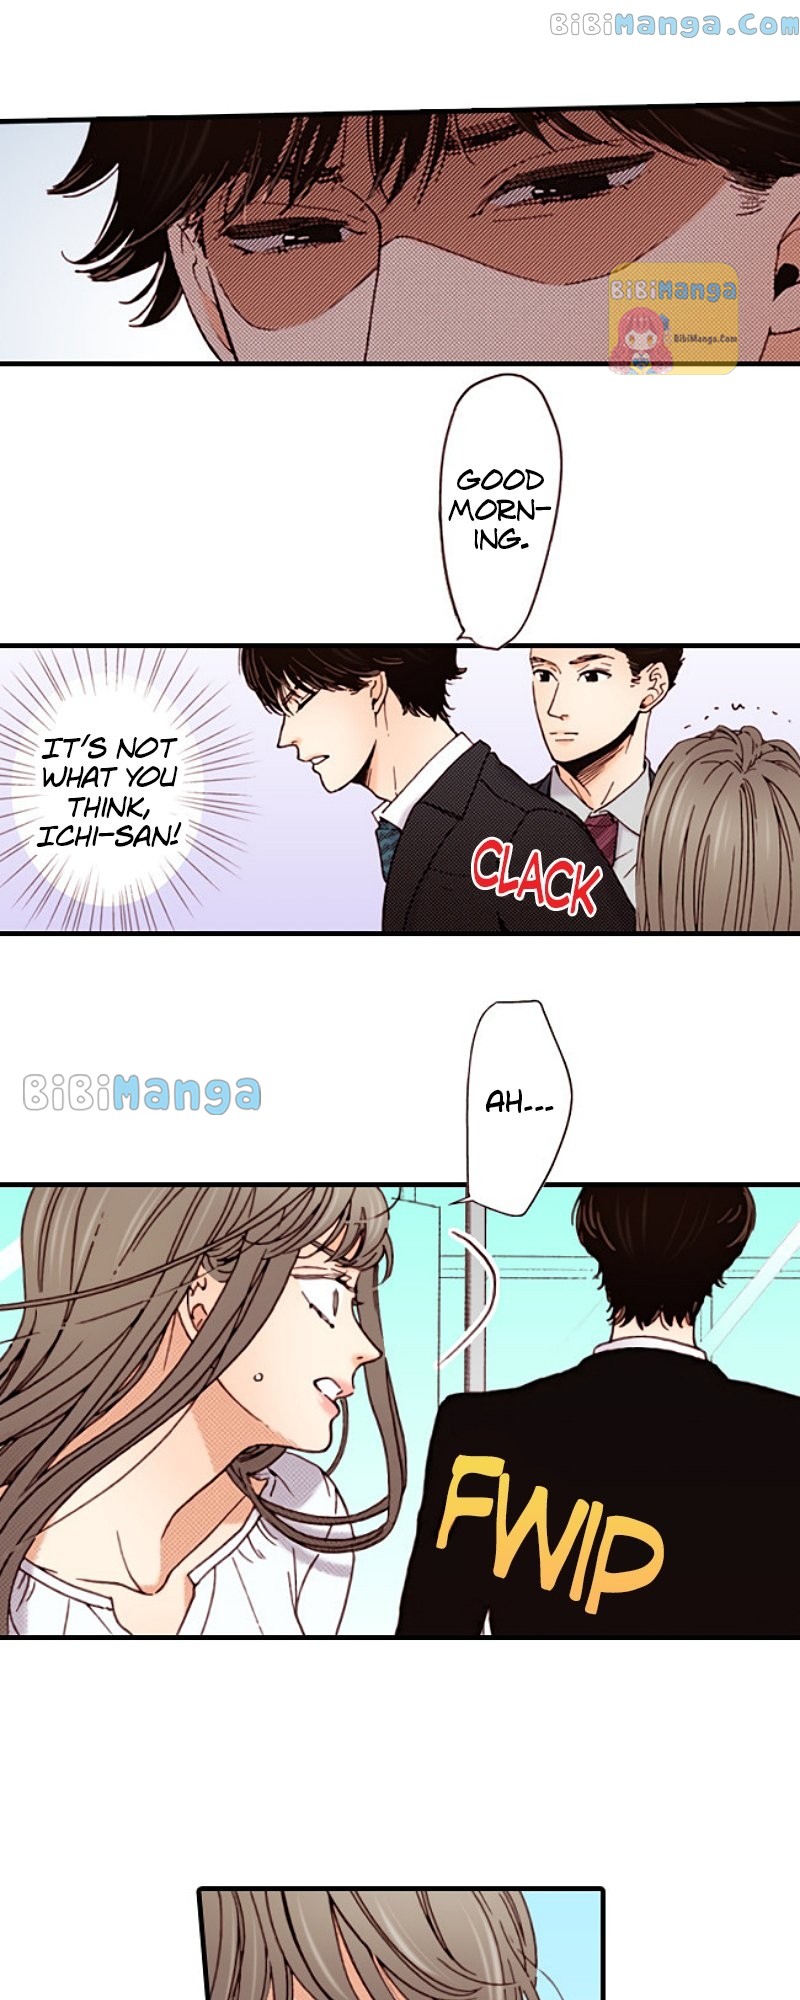 BiBiManga.Com
BiBiManga
BibiManga.Com
GOOD
MORN-
ING.
IT'S NOT
WHAT YOU
THINK,
ICHI-SAN!
CLACK
AH...
BiBiManga
FWIP